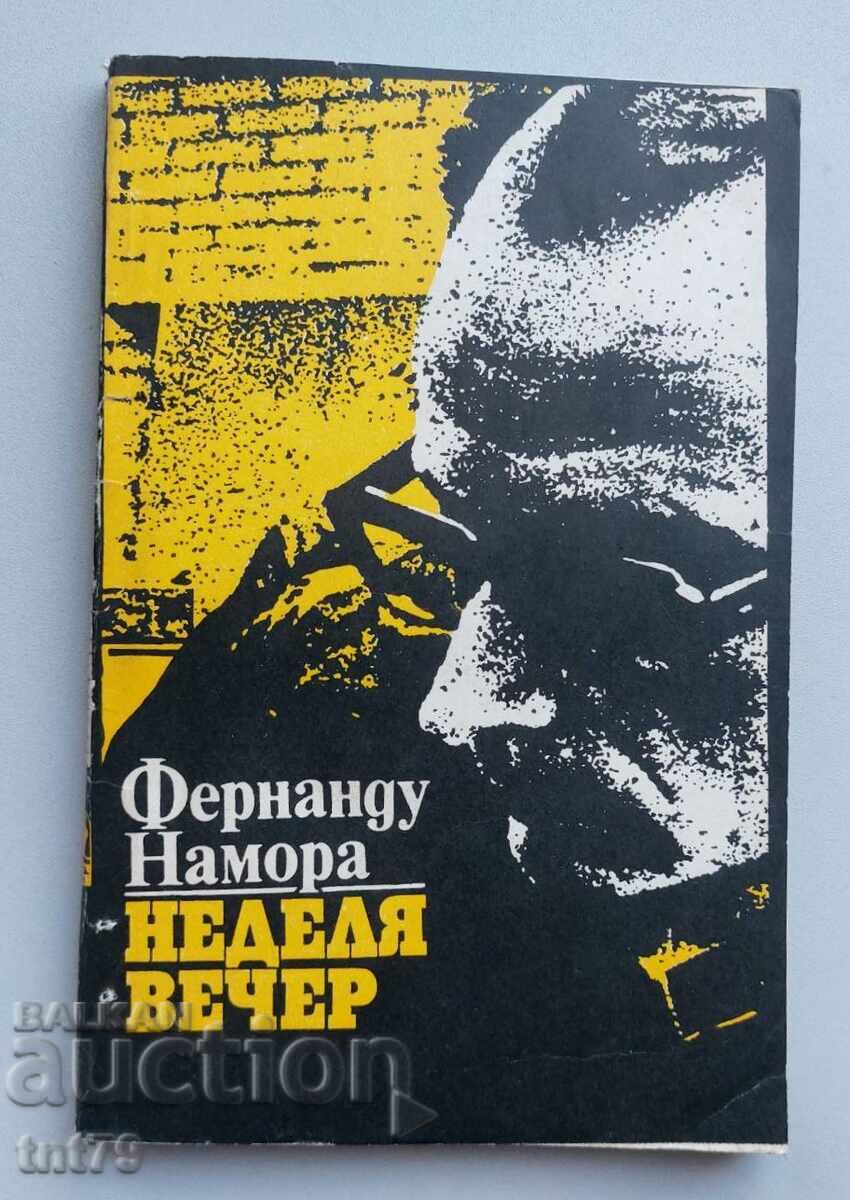 Фернанду
Намора
НЕДЕЛЯ
ВЕЧЕР
BALKAN
auction
tnt79